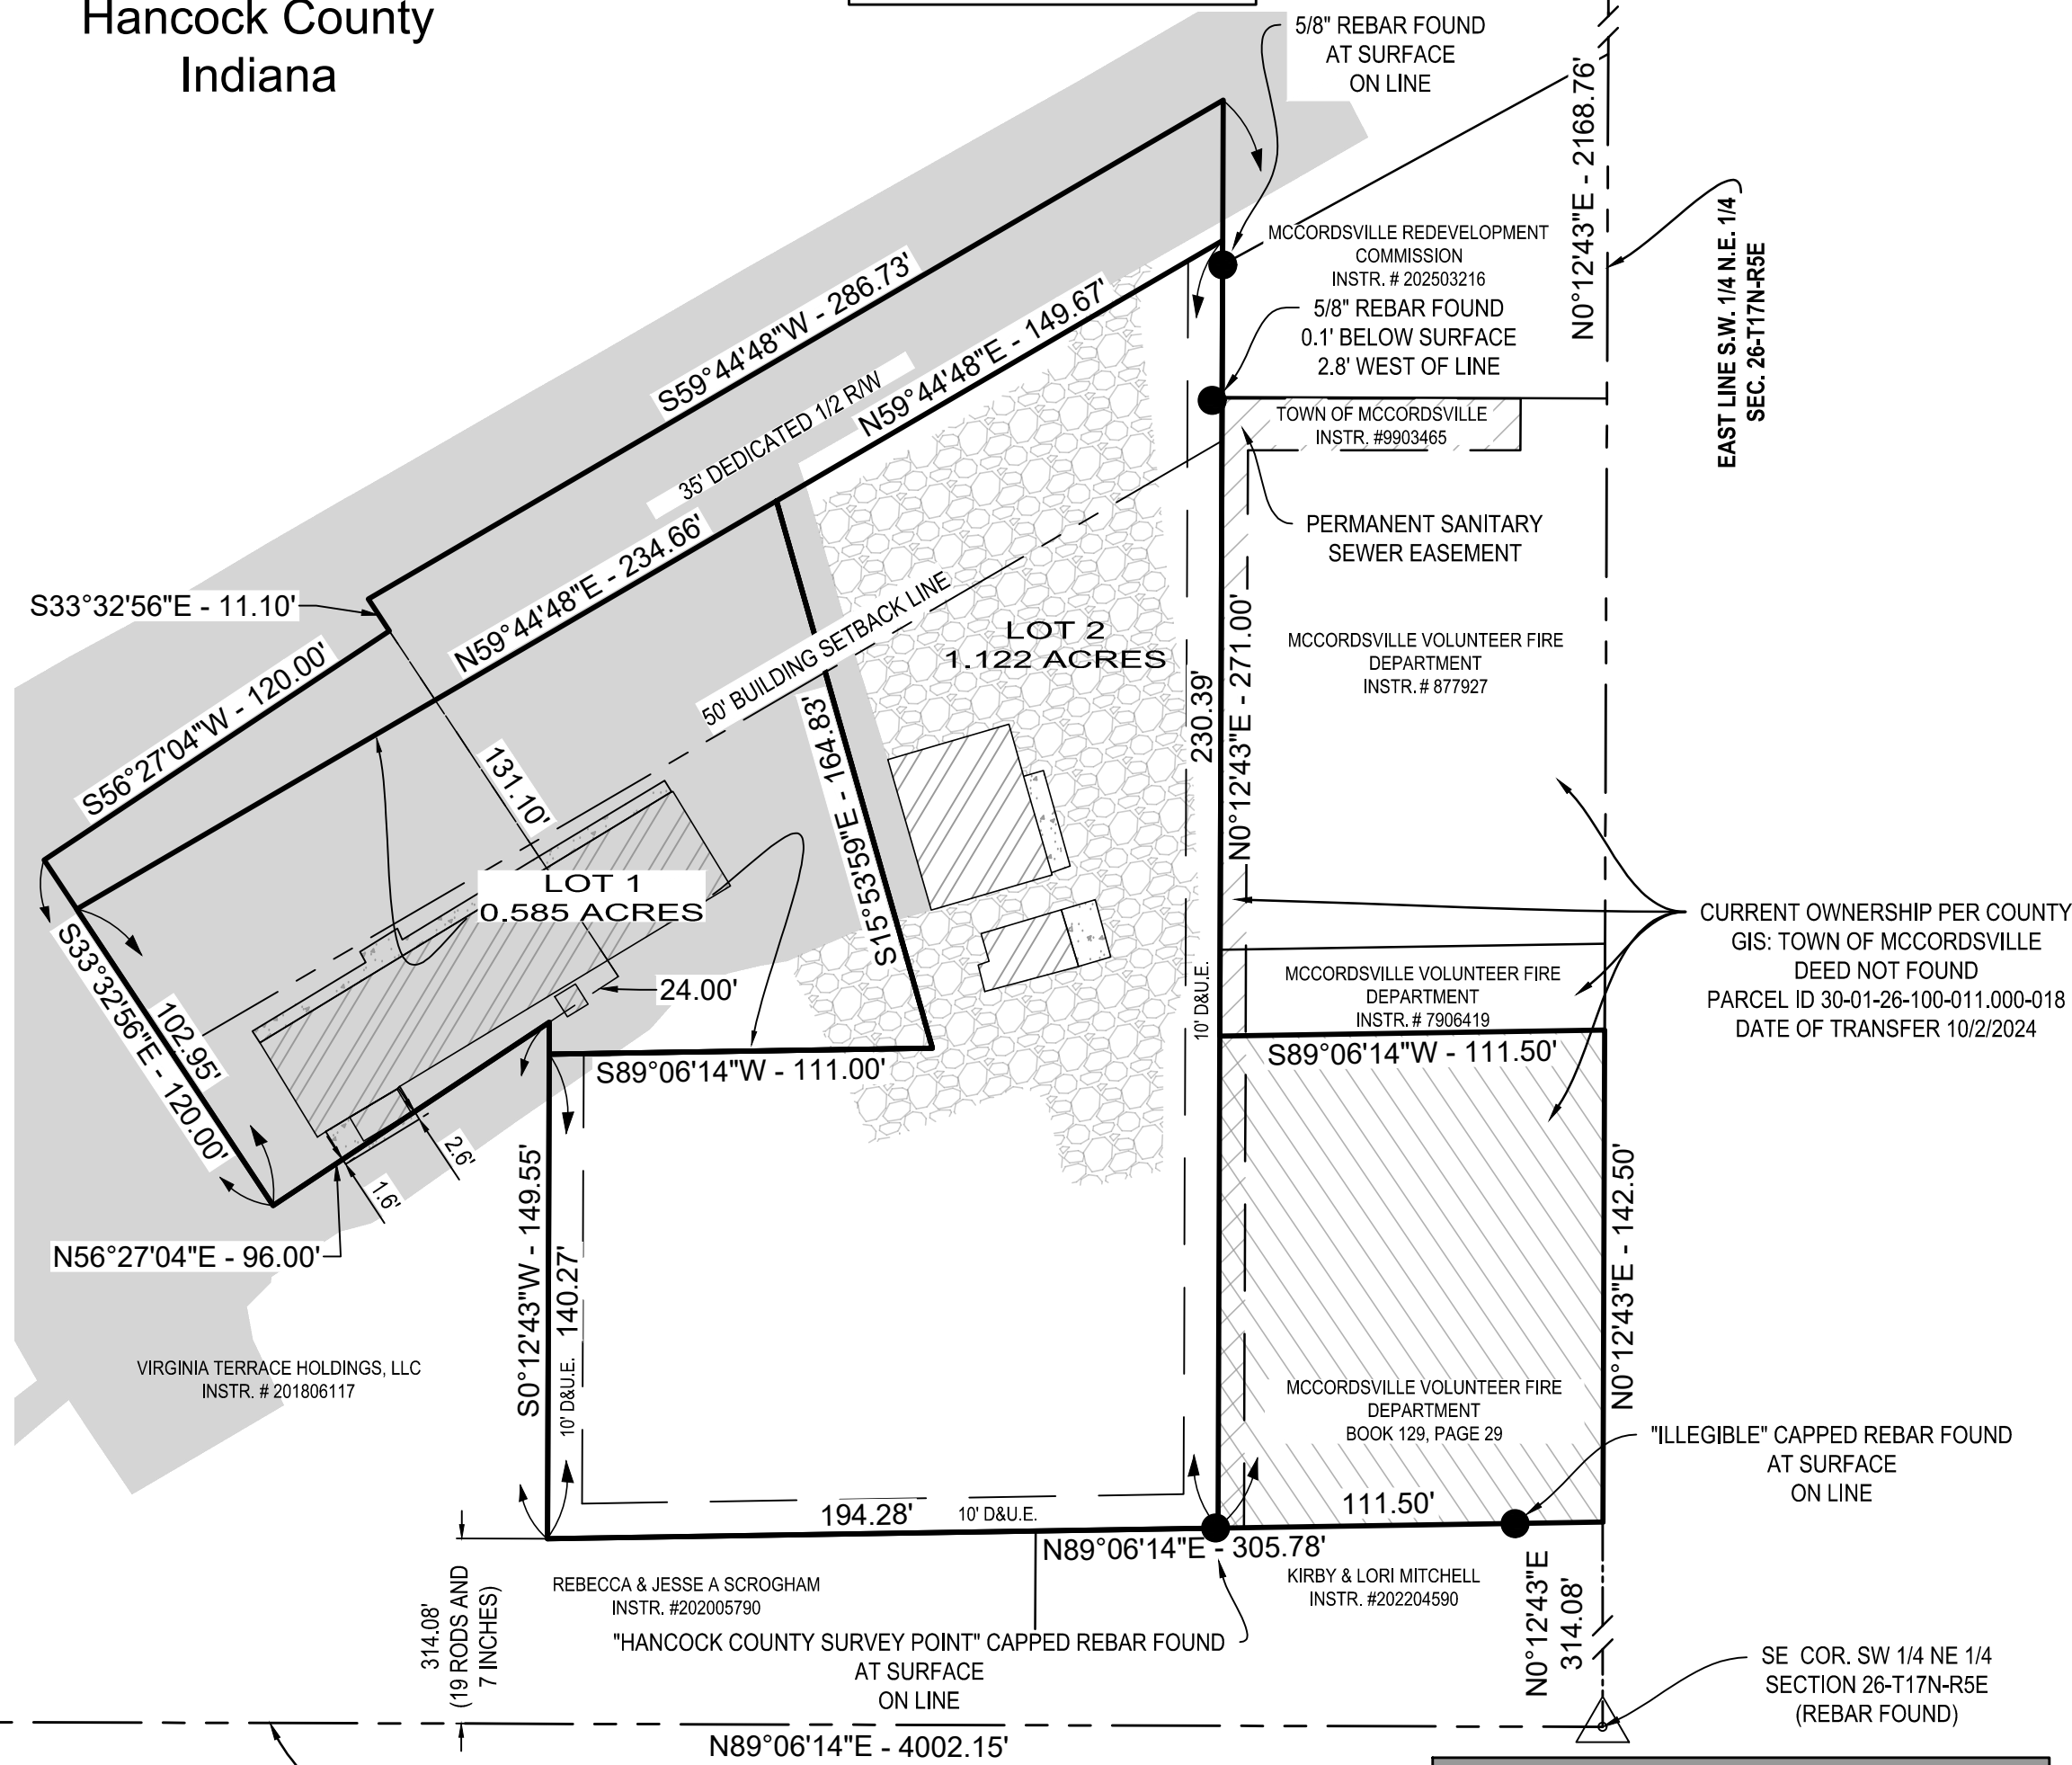 Hancock County
Indiana
5/8" REBAR FOUND
AT SURFACE
ON LINE
N0°12'43"E - 2168.76'
EAST LINE S.W. 1/4 N.E. 1/4
SEC. 26-T17N-R5E
MCCORDSVILLE REDEVELOPMENT
COMMISSION
INSTR. # 202503216
5/8" REBAR FOUND
0.1' BELOW SURFACE
2.8' WEST OF LINE
S59°44'48"W - 286.73'
N59°44'48"E - 149.67'
35' DEDICATED 1/2 R/W
TOWN OF MCCORDSVILLE
INSTR. #9903465
PERMANENT SANITARY
SEWER EASEMENT
N59°44'48"E - 234.66'
S33°32'56"E - 11.10'
S56°27'04"W - 120.00'
50' BUILDING SETBACK LINE
LOT 2
1.122 ACRES
MCCORDSVILLE VOLUNTEER FIRE
DEPARTMENT
INSTR. # 877927
230.39'
N0°12'43"E - 271.00'
131.10'
S15°53'59"E - 164.83'
LOT 1
0.585 ACRES
CURRENT OWNERSHIP PER COUNTY
GIS: TOWN OF MCCORDSVILLE
DEED NOT FOUND
PARCEL ID 30-01-26-100-011.000-018
DATE OF TRANSFER 10/2/2024
102.95'
S33°32'56"E - 120.00'
24.00'
10' D&U.E.
MCCORDSVILLE VOLUNTEER FIRE
DEPARTMENT
INSTR. # 7906419
S89°06'14"W - 111.50'
S89°06'14"W - 111.00'
2.6'
1.6'
N56°27'04"E - 96.00'
S0°12'43"W - 149.55'
140.27'
10' D&U.E.
N0°12'43"E - 142.50'
VIRGINIA TERRACE HOLDINGS, LLC
INSTR. # 201806117
MCCORDSVILLE VOLUNTEER FIRE
DEPARTMENT
BOOK 129, PAGE 29
"ILLEGIBLE" CAPPED REBAR FOUND
AT SURFACE
ON LINE
194.28'
10' D&U.E.
111.50'
N89°06'14"E - 305.78'
REBECCA & JESSE A SCROGHAM
INSTR. #202005790
KIRBY & LORI MITCHELL
INSTR. #202204590
314.08'
(19 RODS AND
7 INCHES)
"HANCOCK COUNTY SURVEY POINT" CAPPED REBAR FOUND
AT SURFACE
ON LINE
N0°12'43"E
314.08'
SE COR. SW 1/4 NE 1/4
SECTION 26-T17N-R5E
(REBAR FOUND)
N89°06'14"E - 4002.15'